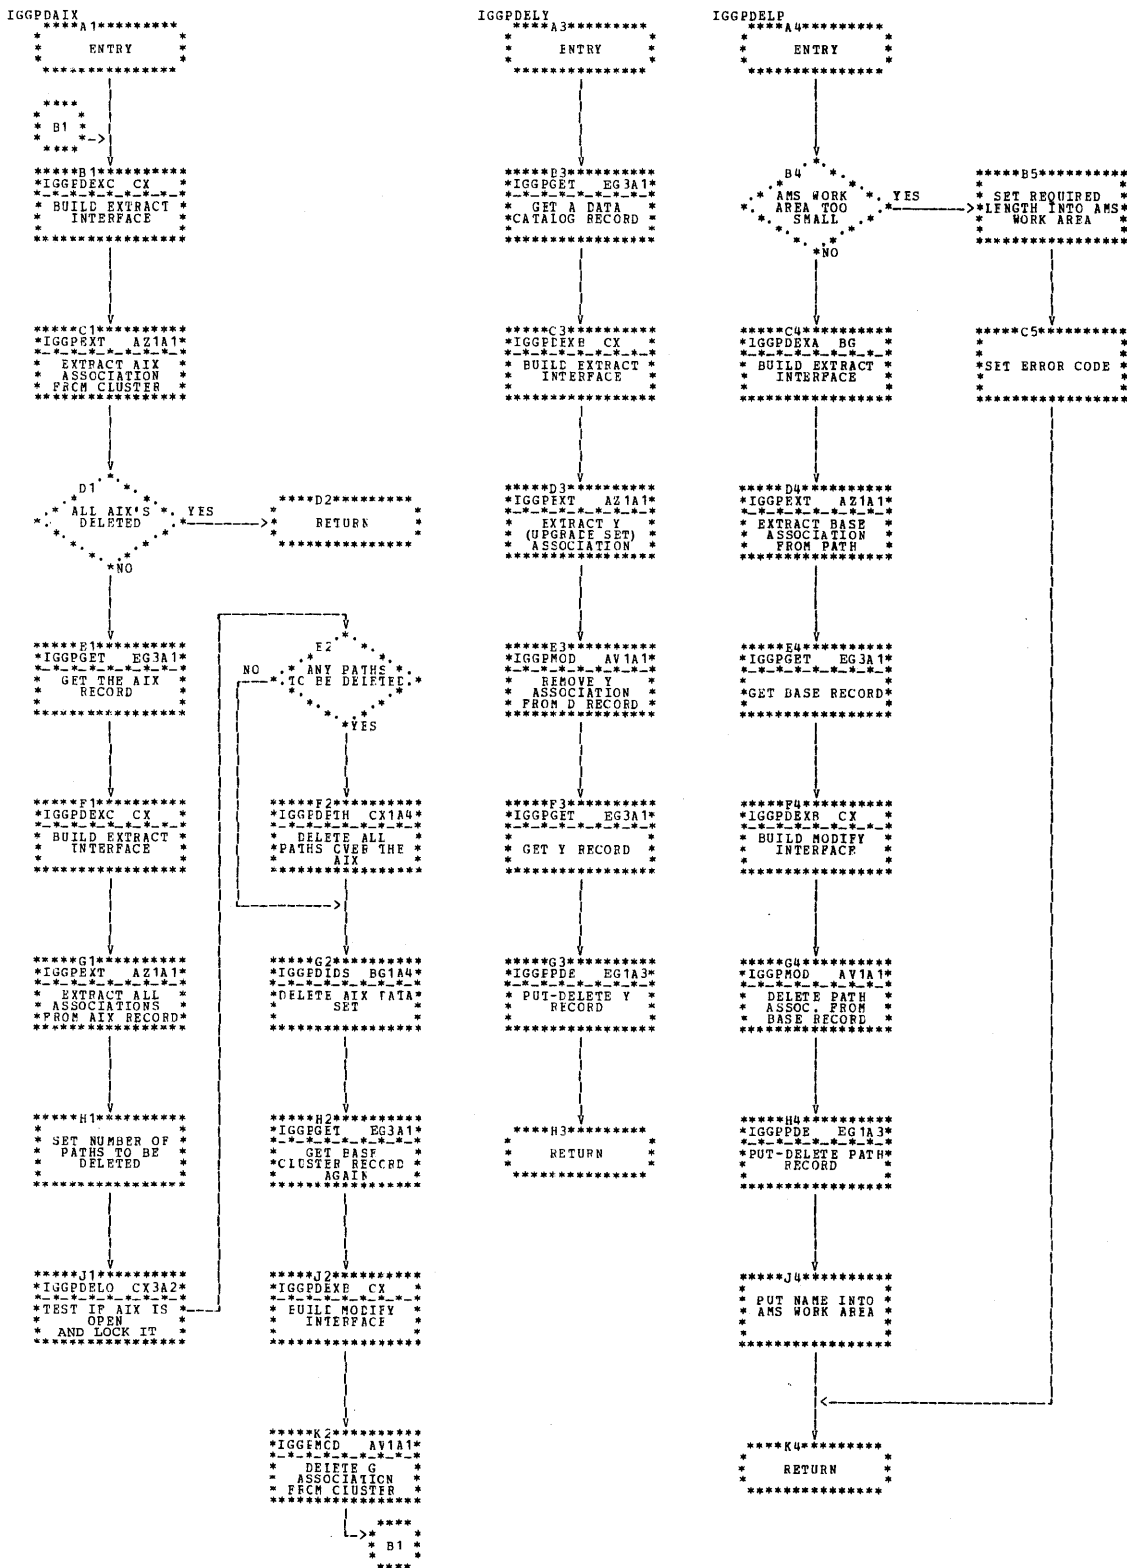 IGGPDAIX
****A1*********
ENTRY
B1
*****B1**********
*IGGPDEXC CX *
BUILD EXTRACT
INTERFACE
*****C1**********
*IGGPEXT AZ1A1*
EXTRACT AIX
ASSOCIATION
FRCM CLUSTER
D1
ALL AIX'S
DELETED
YES
NO
****D2*********
RETURN
*****E1**********
*IGGPGET EG3A1*
GET THE AIX
RECORD
E2
ANY PATHS
TO BE DELETED
NO
YES
*****F1**********
*IGGPDEXC CX *
BUILD EXTRACT
INTERFACE
*****F2**********
*IGGPDETH CX1A4*
DELETE ALL
PATHS CVER THE
AIX
*****G1**********
*IGGPEXT AZ1A1*
EXTRACT ALL
ASSOCIATIONS
FROM AIX RECORD
*****G2**********
*IGGPDIDS BG1A4*
DELETE AIX DATA
SET
*****H1**********
SET NUMBER OF
PATHS TO BE
DELETED
*****H2**********
*IGGPGET EG3A1*
GET BASE
CLUSTER RECORD
AGAIN
*****J1**********
*IGGPDELO CX3A2*
TEST IF AIX IS
OPEN
AND LOCK IT
*****J2**********
*IGGPDEXB CX *
BUILD MODIFY
INTERFACE
*****K2**********
*IGGPMCD AV1A1*
DELETE G
ASSOCIATION
FRCM CLUSTER
B1
IGGPDELY
****A3*********
ENTRY
*****B3**********
*IGGPGET EG3A1*
GET A DATA
CATALOG RECORD
*****C3**********
*IGGPDEXB CX *
BUILD EXTRACT
INTERFACE
*****D3**********
*IGGPEXT AZ1A1*
EXTRACT Y
(UPGRADE SET)
ASSOCIATION
*****E3**********
*IGGPMOD AV1A1*
REMOVE Y
ASSOCIATION
FROM D RECORD
*****F3**********
*IGGPGET EG3A1*
GET Y RECORD
*****G3**********
*IGGPPDE EG1A3*
PUT-DELETE Y
RECORD
****H3*********
RETURN
IGGPDELP
****A4*********
ENTRY
B4
AMS WORK
AREA TOO
SMALL
YES
NO
*****B5**********
SET REQUIRED
LENGTH INTO AMS
WORK AREA
*****C4**********
*IGGPDEXA BG *
BUILD EXTRACT
INTERFACE
*****C5**********
SET ERROR CODE
*****D4**********
*IGGPEXT AZ1A1*
EXTRACT BASE
ASSOCIATION
FROM PATH
*****E4**********
*IGGPGET EG3A1*
GET BASE RECORD
*****F4**********
*IGGPDEXB CX *
BUILD MODIFY
INTERFACE
*****G4**********
*IGGPMOD AV1A1*
DELETE PATH
ASSOC. FROM
BASE RECORD
*****H4**********
*IGGPPDE EG1A3*
PUT-DELETE PATH
RECORD
*****J4**********
PUT NAME INTO
AMS WORK AREA
****K4*********
RETURN